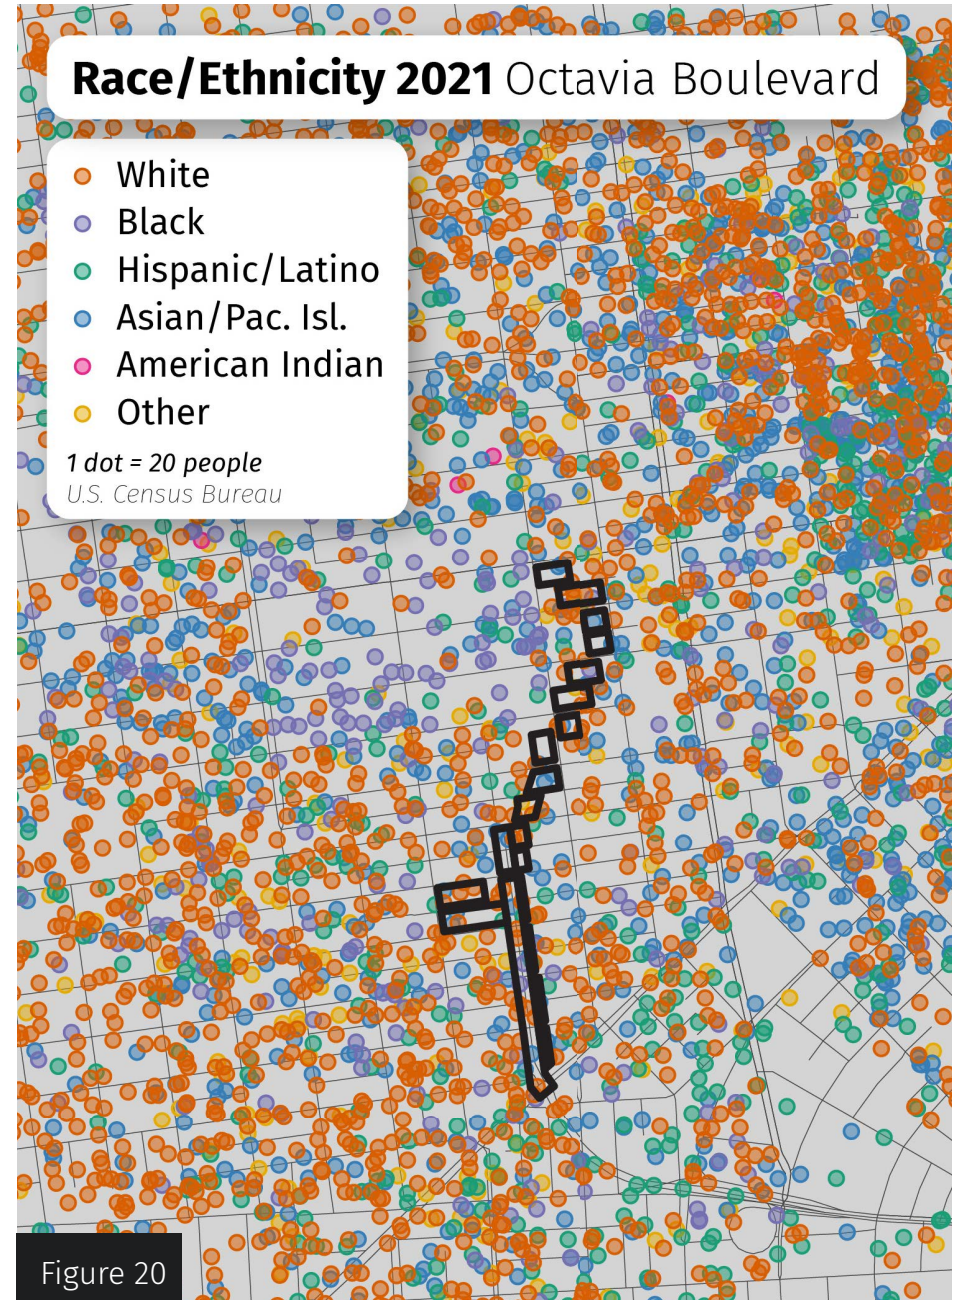 Race/Ethnicity 2021 Octavia Boulevard
White
Black
Hispanic/Latino
Asian/Pac. Isl.
American Indian
Other
1 dot = 20 people
U.S. Census Bureau
Figure 20